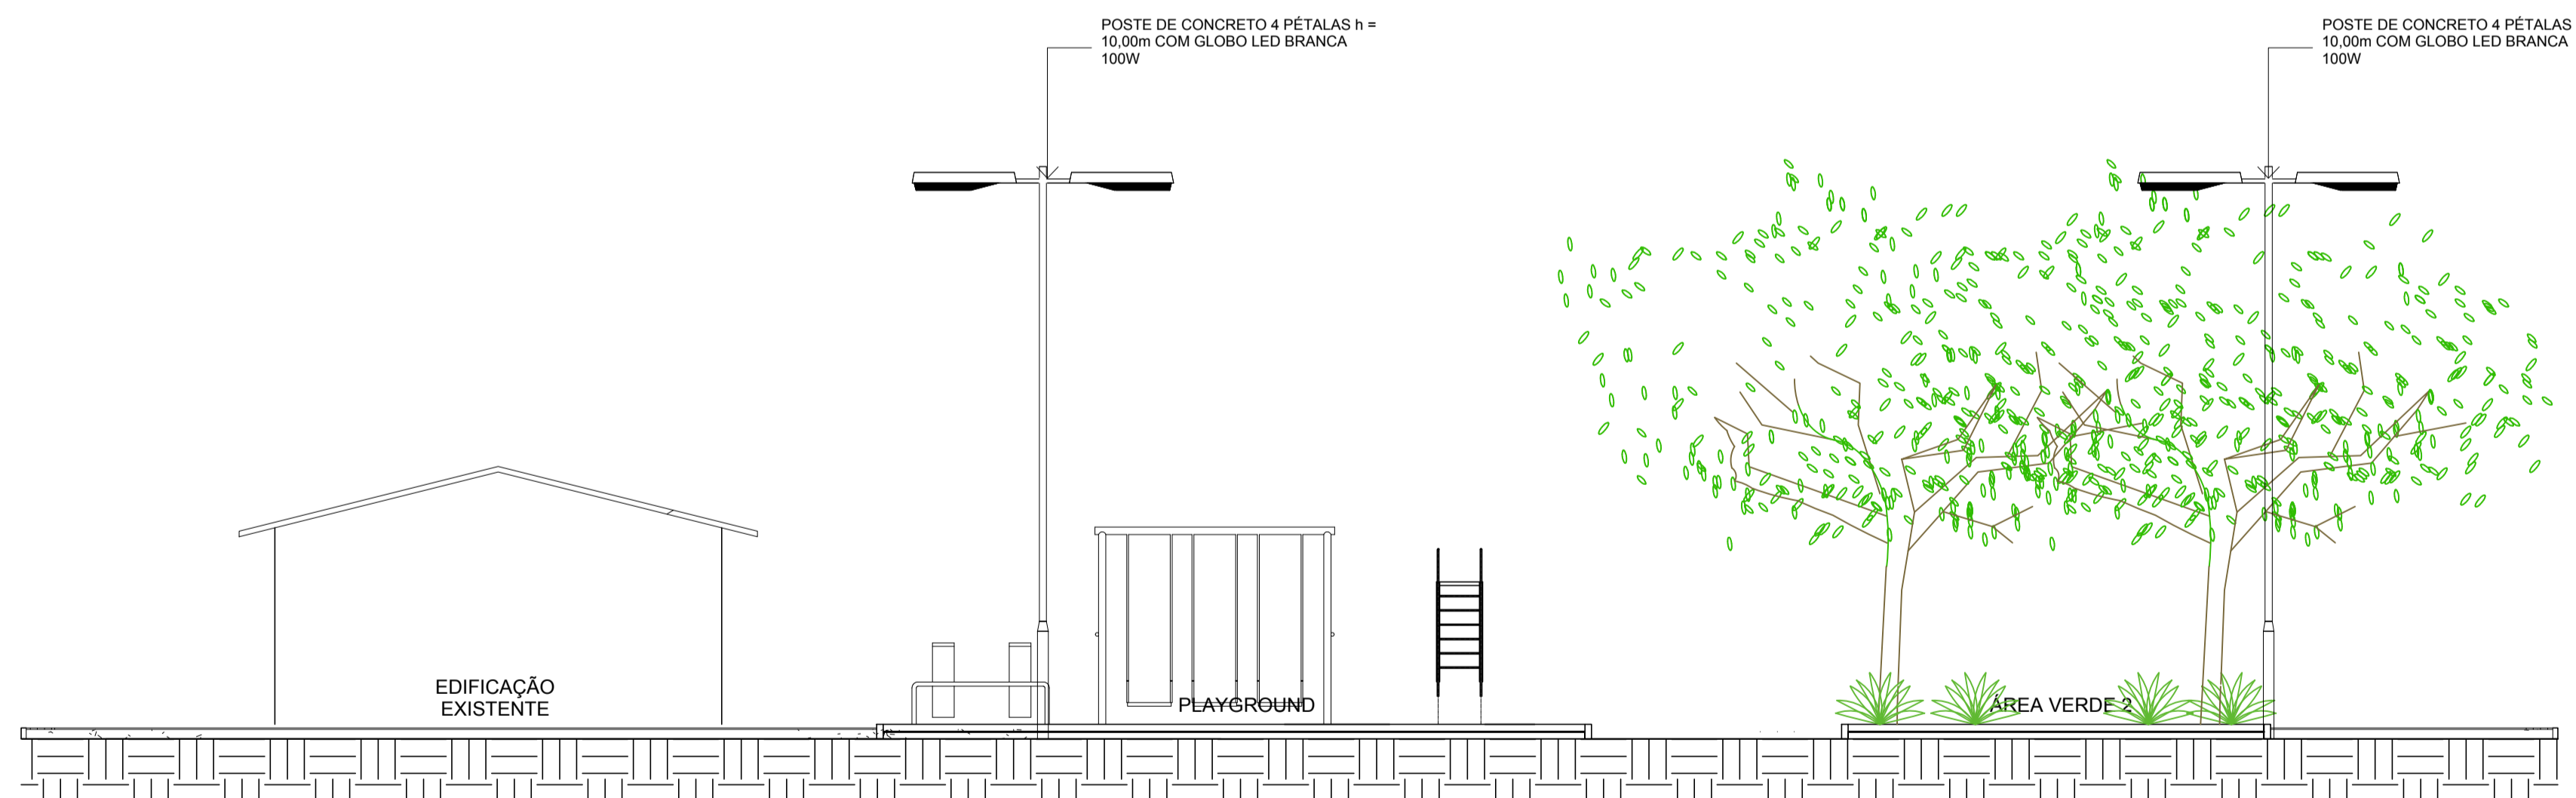 POSTE DE CONCRETO 4 PÉTALAS h =
10,00m COM GLOBO LED BRANCA
100W
POSTE DE CONCRETO 4 PÉTALAS
10,00m COM GLOBO LED BRANCA
100W
EDIFICAÇÃO
EXISTENTE
PLAYGROUND
ÁREA VERDE 2